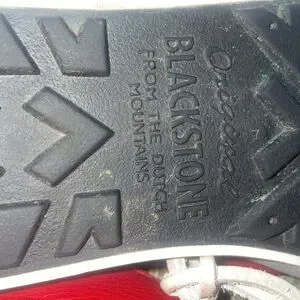 Original
BLACKSTONE
FROM THE DUTCH
MOUNTAINS